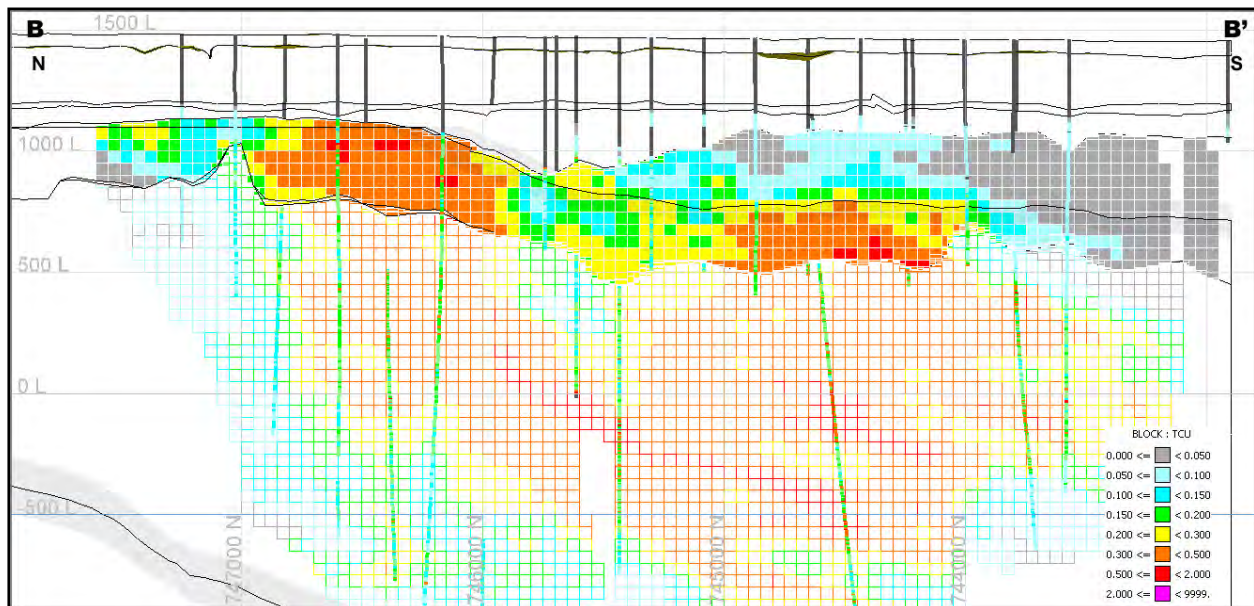 B
N
1500 L
B'
S
1000 L
500 L
0 L
-500 L
747000 N
746000 N
745000 N
744000 N
BLOCK : TCU
0.000 <= < 0.050
0.050 <= < 0.100
0.100 <= < 0.150
0.150 <= < 0.200
0.200 <= < 0.300
0.300 <= < 0.500
0.500 <= < 2.000
2.000 <= < 9999.